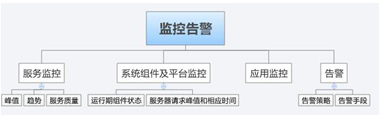 监控告警
服务监控
系统组件及平台监控
应用监控
告警
峰值
趋势
服务质量
运行期组件状态
服务器请求峰值和相应时间
告警策略
告警手段